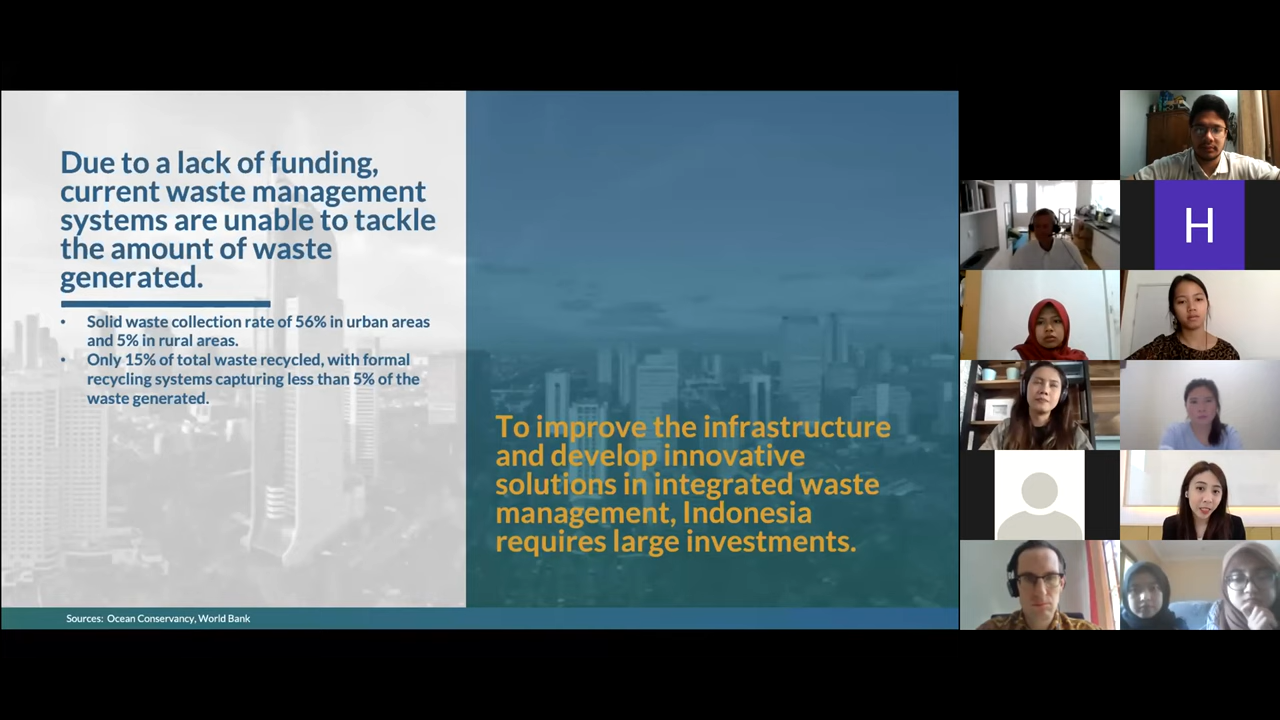 Due to a lack of funding,
current waste management
systems are unable to tackle
the amount of waste
generated.
• Solid waste collection rate of 56% in urban areas
and 5% in rural areas.
• Only 15% of total waste recycled, with formal
recycling systems capturing less than 5% of the
waste generated.
To improve the infrastructure
and develop innovative
solutions in integrated waste
management, Indonesia
requires large investments.
Sources: Ocean Conservancy, World Bank
H